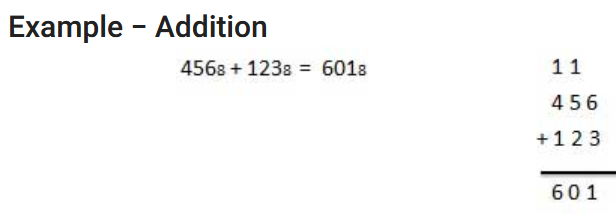 Example – Addition
456₈ + 123₈ = 601₈
1 1
4 5 6
+ 1 2 3
6 0 1